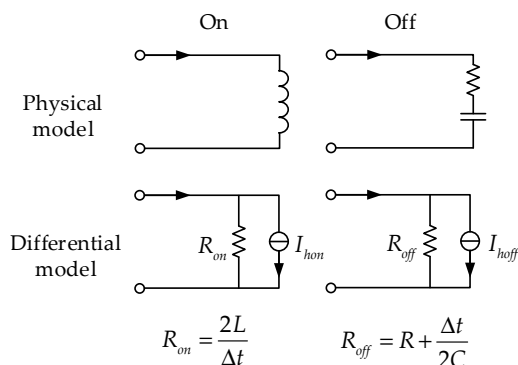 On Off
Physical model
Differential model
R_on I_hon R_off I_hoff
R_on = 2L/Δt R_off = R + Δt/2C